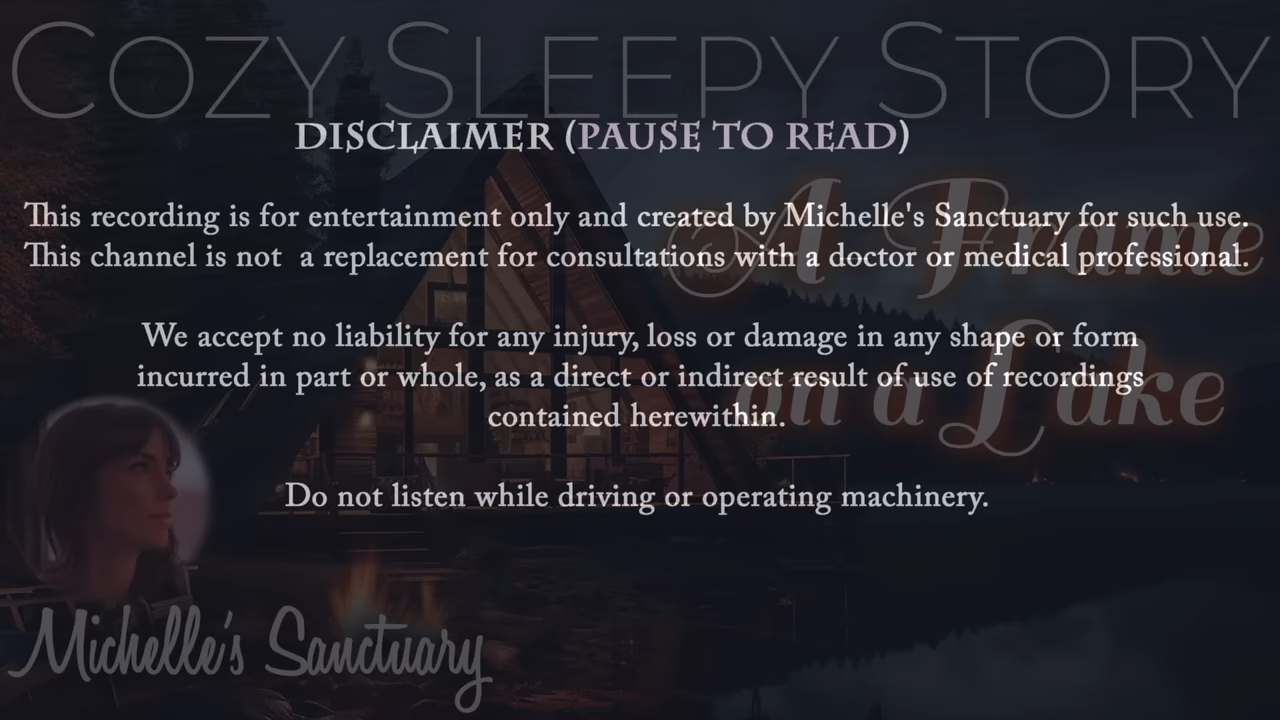 COZY SLEEPY STORY
DISCLAIMER (PAUSE TO READ)
This recording is for entertainment only and created by Michelle's Sanctuary for such use.
This channel is not a replacement for consultations with a doctor or medical professional.
We accept no liability for any injury, loss or damage in any shape or form
incurred in part or whole, as a direct or indirect result of use of recordings
contained herewithin.
Do not listen while driving or operating machinery.
A Frame
on a Lake
Michelle's Sanctuary